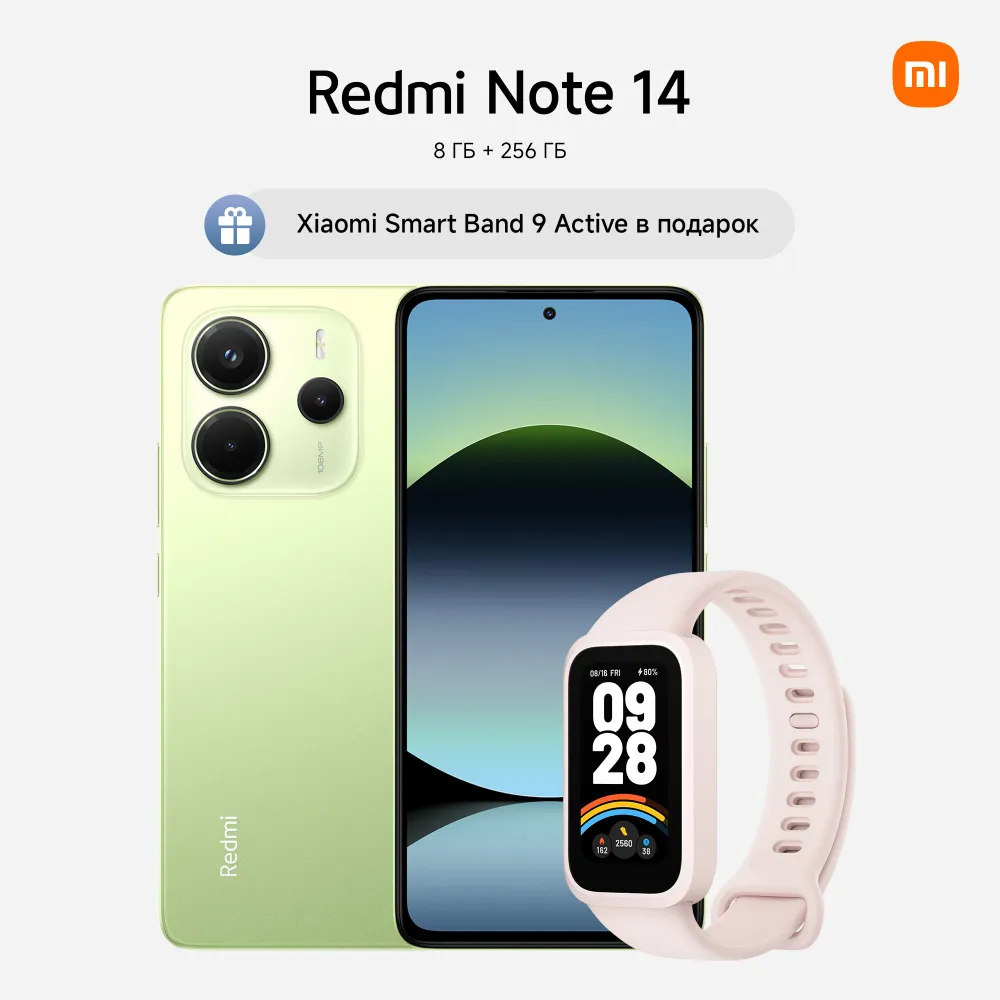 Redmi Note 14
mi
8 ГБ + 256 ГБ
Xiaomi Smart Band 9 Active в подарок
108MP
08/16 FRI 80%
09
28
162 2560 38
Redmi